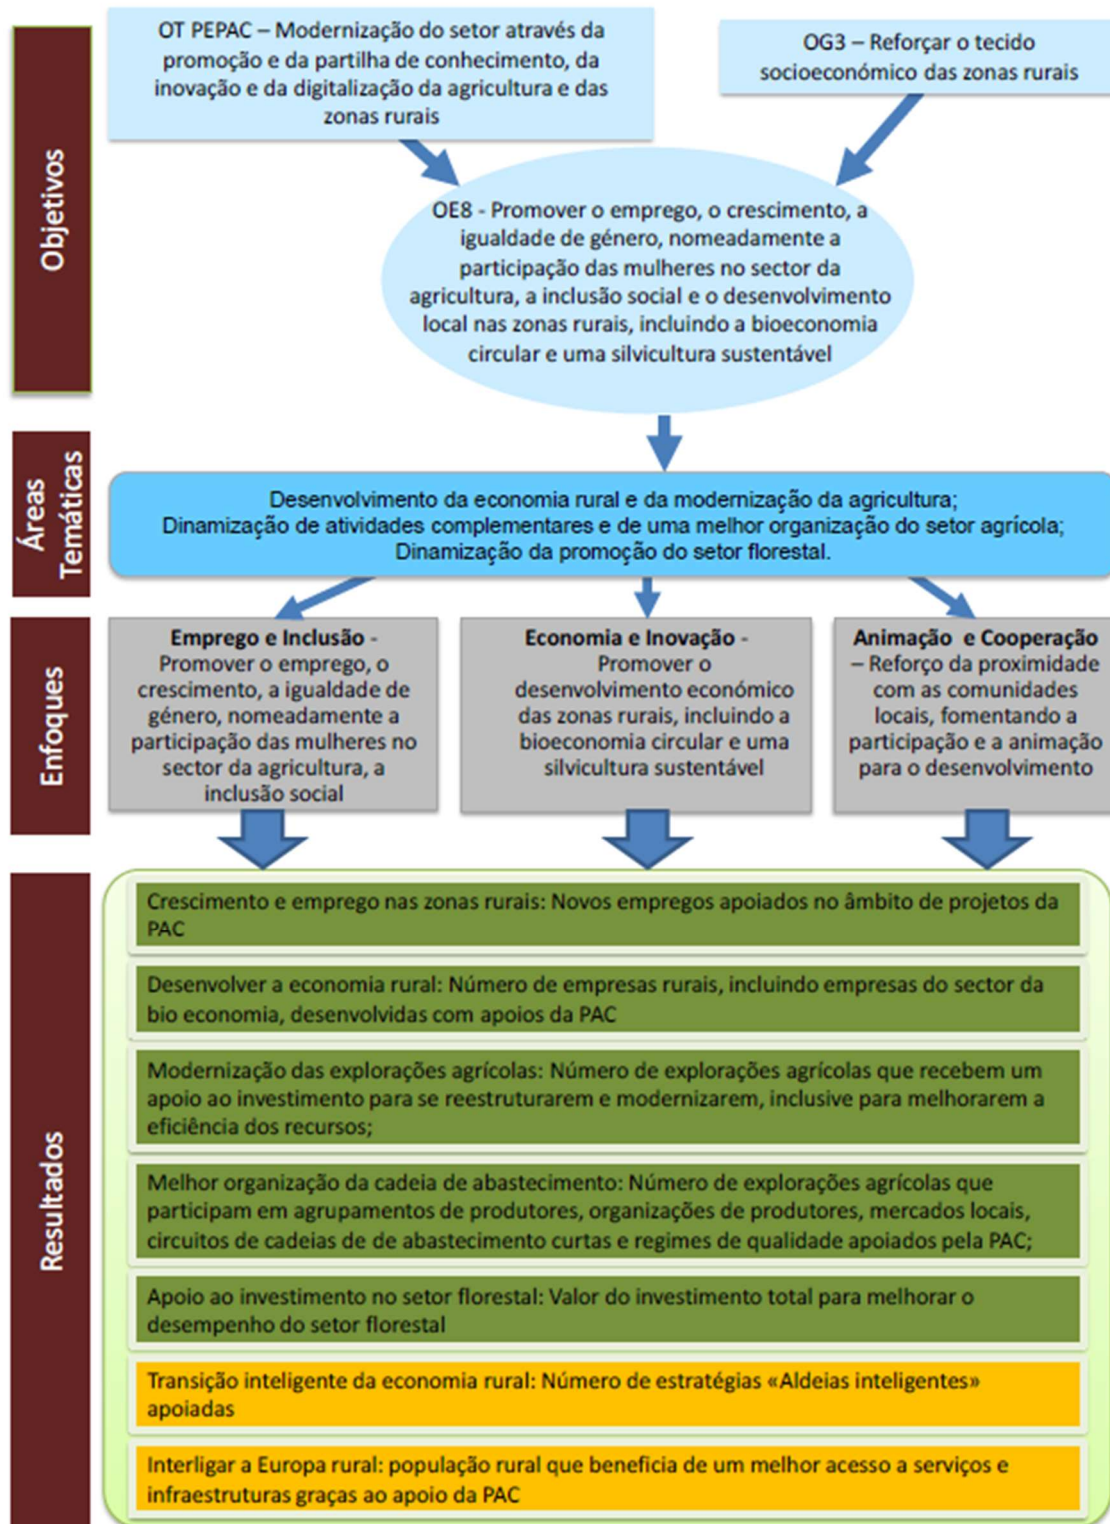 Objetivos
OT PEPAC – Modernização do setor através da
promoção e da partilha de conhecimento, da
inovação e da digitalização da agricultura e das
zonas rurais
OG3 – Reforçar o tecido
socioeconómico das zonas rurais
OE8 - Promover o emprego, o crescimento, a
igualdade de género, nomeadamente a
participação das mulheres no sector da
agricultura, a inclusão social e o desenvolvimento
local nas zonas rurais, incluindo a bioeconomia
circular e uma silvicultura sustentável
Áreas
Temáticas
Desenvolvimento da economia rural e da modernização da agricultura;
Dinamização de atividades complementares e de uma melhor organização do setor agrícola;
Dinamização da promoção do setor florestal.
Enfoques
Emprego e Inclusão -
Promover o emprego, o
crescimento, a igualdade de
género, nomeadamente a
participação das mulheres no
sector da agricultura, a
inclusão social
Economia e Inovação -
Promover o
desenvolvimento económico
das zonas rurais, incluindo a
bioeconomia circular e uma
silvicultura sustentável
Animação e Cooperação
– Reforço da proximidade
com as comunidades
locais, fomentando a
participação e a animação
para o desenvolvimento
Resultados
Crescimento e emprego nas zonas rurais: Novos empregos apoiados no âmbito de projetos da
PAC
Desenvolver a economia rural: Número de empresas rurais, incluindo empresas do sector da
bio economia, desenvolvidas com apoios da PAC
Modernização das explorações agrícolas: Número de explorações agrícolas que recebem um
apoio ao investimento para se reestruturarem e modernizarem, inclusive para melhorarem a
eficiência dos recursos;
Melhor organização da cadeia de abastecimento: Número de explorações agrícolas que
participam em agrupamentos de produtores, organizações de produtores, mercados locais,
circuitos de cadeias de de abastecimento curtas e regimes de qualidade apoiados pela PAC;
Apoio ao investimento no setor florestal: Valor do investimento total para melhorar o
desempenho do setor florestal
Transição inteligente da economia rural: Número de estratégias «Aldeias inteligentes»
apoiadas
Interligar a Europa rural: população rural que beneficia de um melhor acesso a serviços e
infraestruturas graças ao apoio da PAC